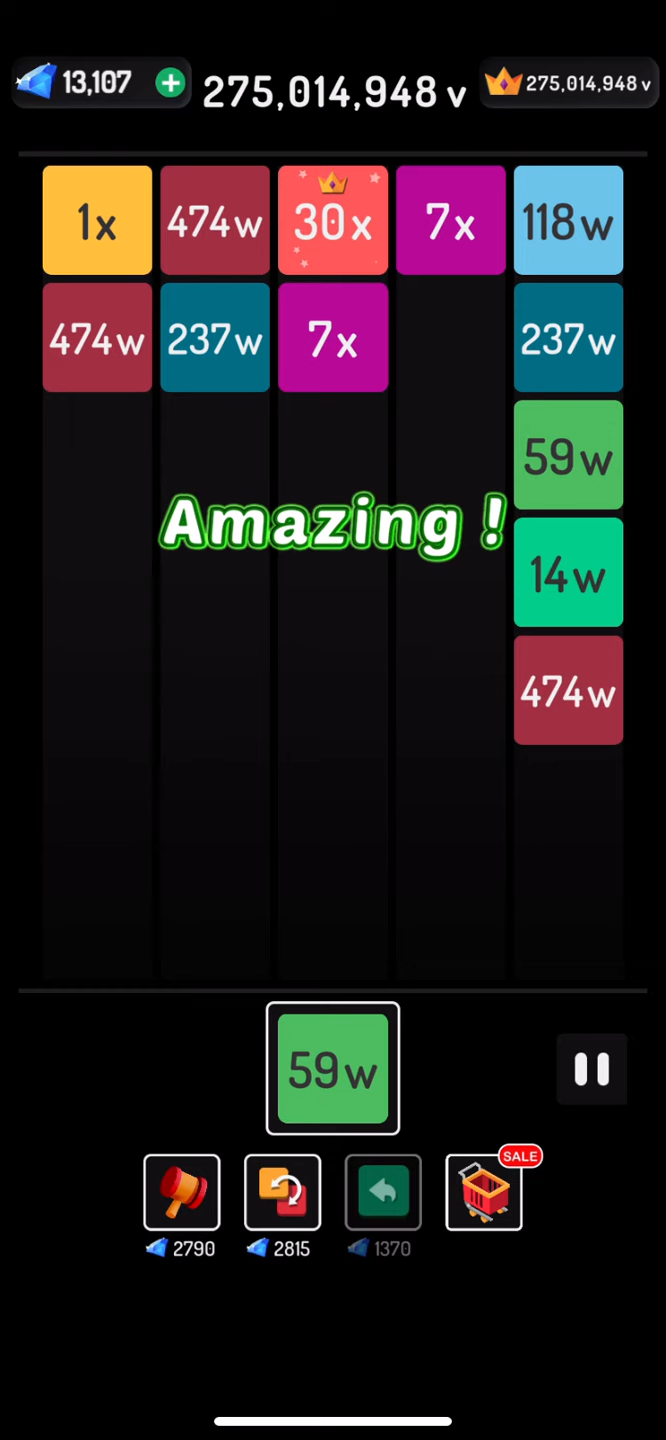 13,107 275,014,948 v 275,014,948 v
1x 474w 30x 7x 118w
474w 237w 7x 237w
59w
Amazing !
14w
474w
59w
SALE
2790 2815 1370